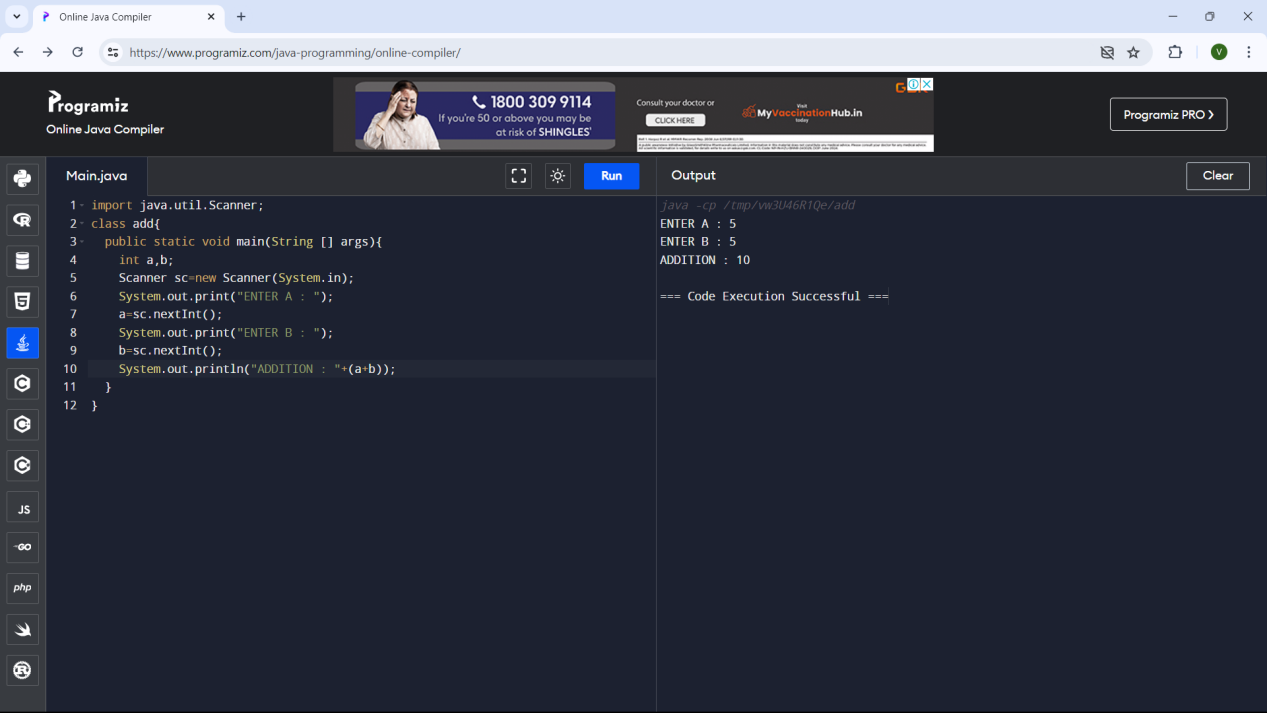 Online Java Compiler
https://www.programiz.com/java-programming/online-compiler/
V
Programiz
Online Java Compiler
1800 309 9114
If you're 50 or above you may be
at risk of SHINGLES*
Consult your doctor or
CLICK HERE
Visit
MyVaccinationHub.in
today
Programiz PRO
Main.java
Run
Output
Clear
1 import java.util.Scanner;
2 class add{
3 public static void main(String [] args){
4 int a,b;
5 Scanner sc=new Scanner(System.in);
6 System.out.print("ENTER A : ");
7 a=sc.nextInt();
8 System.out.print("ENTER B : ");
9 b=sc.nextInt();
10 System.out.println("ADDITION : "+(a+b));
11 }
12 }
java -cp /tmp/vw3U46R1Qe/add
ENTER A : 5
ENTER B : 5
ADDITION : 10
=== Code Execution Successful ===
R
5
C
C
C
JS
GO
php
R